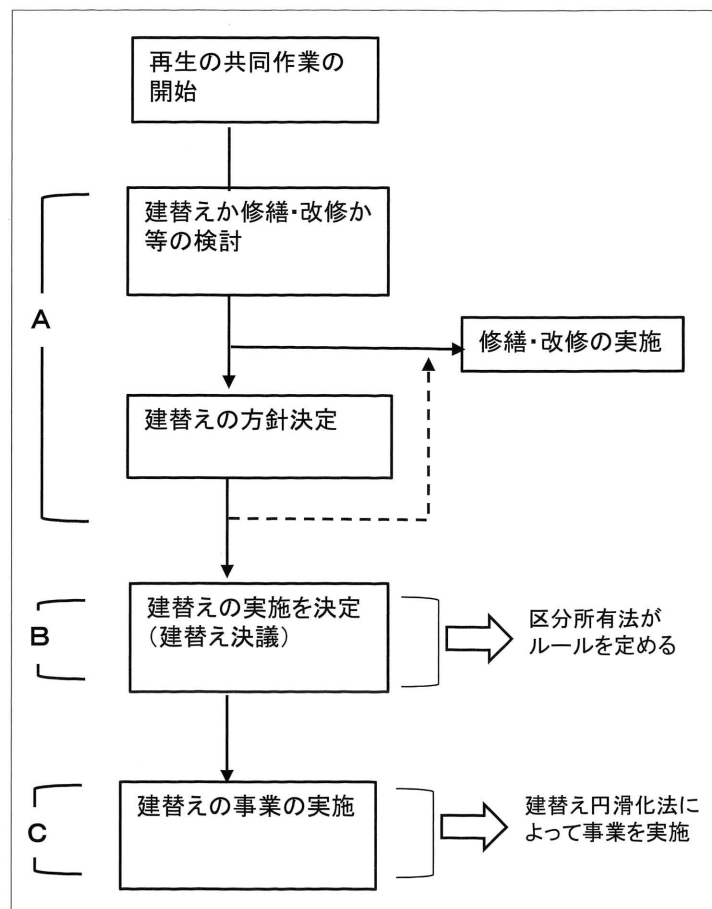 再生の共同作業の
開始
建替えか修繕・改修か
等の検討
A
修繕・改修の実施
建替えの方針決定
建替えの実施を決定
(建替え決議)
B
区分所有法が
ルールを定める
建替えの事業の実施
C
建替え円滑化法に
よって事業を実施